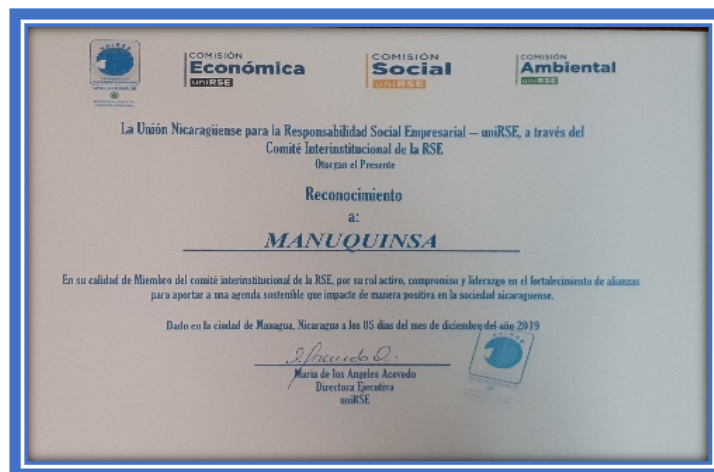 UNIRSE
COMISIÓN
Económica
uniRSE
COMISIÓN
Social
uniRSE
COMISIÓN
Ambiental
uniRSE
La Unión Nicaragüense para la Responsabilidad Social Empresarial – uniRSE, a través del
Comité Interinstitucional de la RSE
Otorgan el Presente
Reconocimiento
a:
MANUQUINSA
En su calidad de Miembro del comité interinstitucional de la RSE, por su rol activo, compromiso y liderazgo en el fortalecimiento de alianzas
para aportar a una agenda sostenible que impacte de manera positiva en la sociedad nicaraguense.
Dado en la ciudad de Managua, Nicaragua a los 05 días del mes de diciembre del año 2019
María de los Angeles Acevedo
Directora Ejecutiva
uniRSE